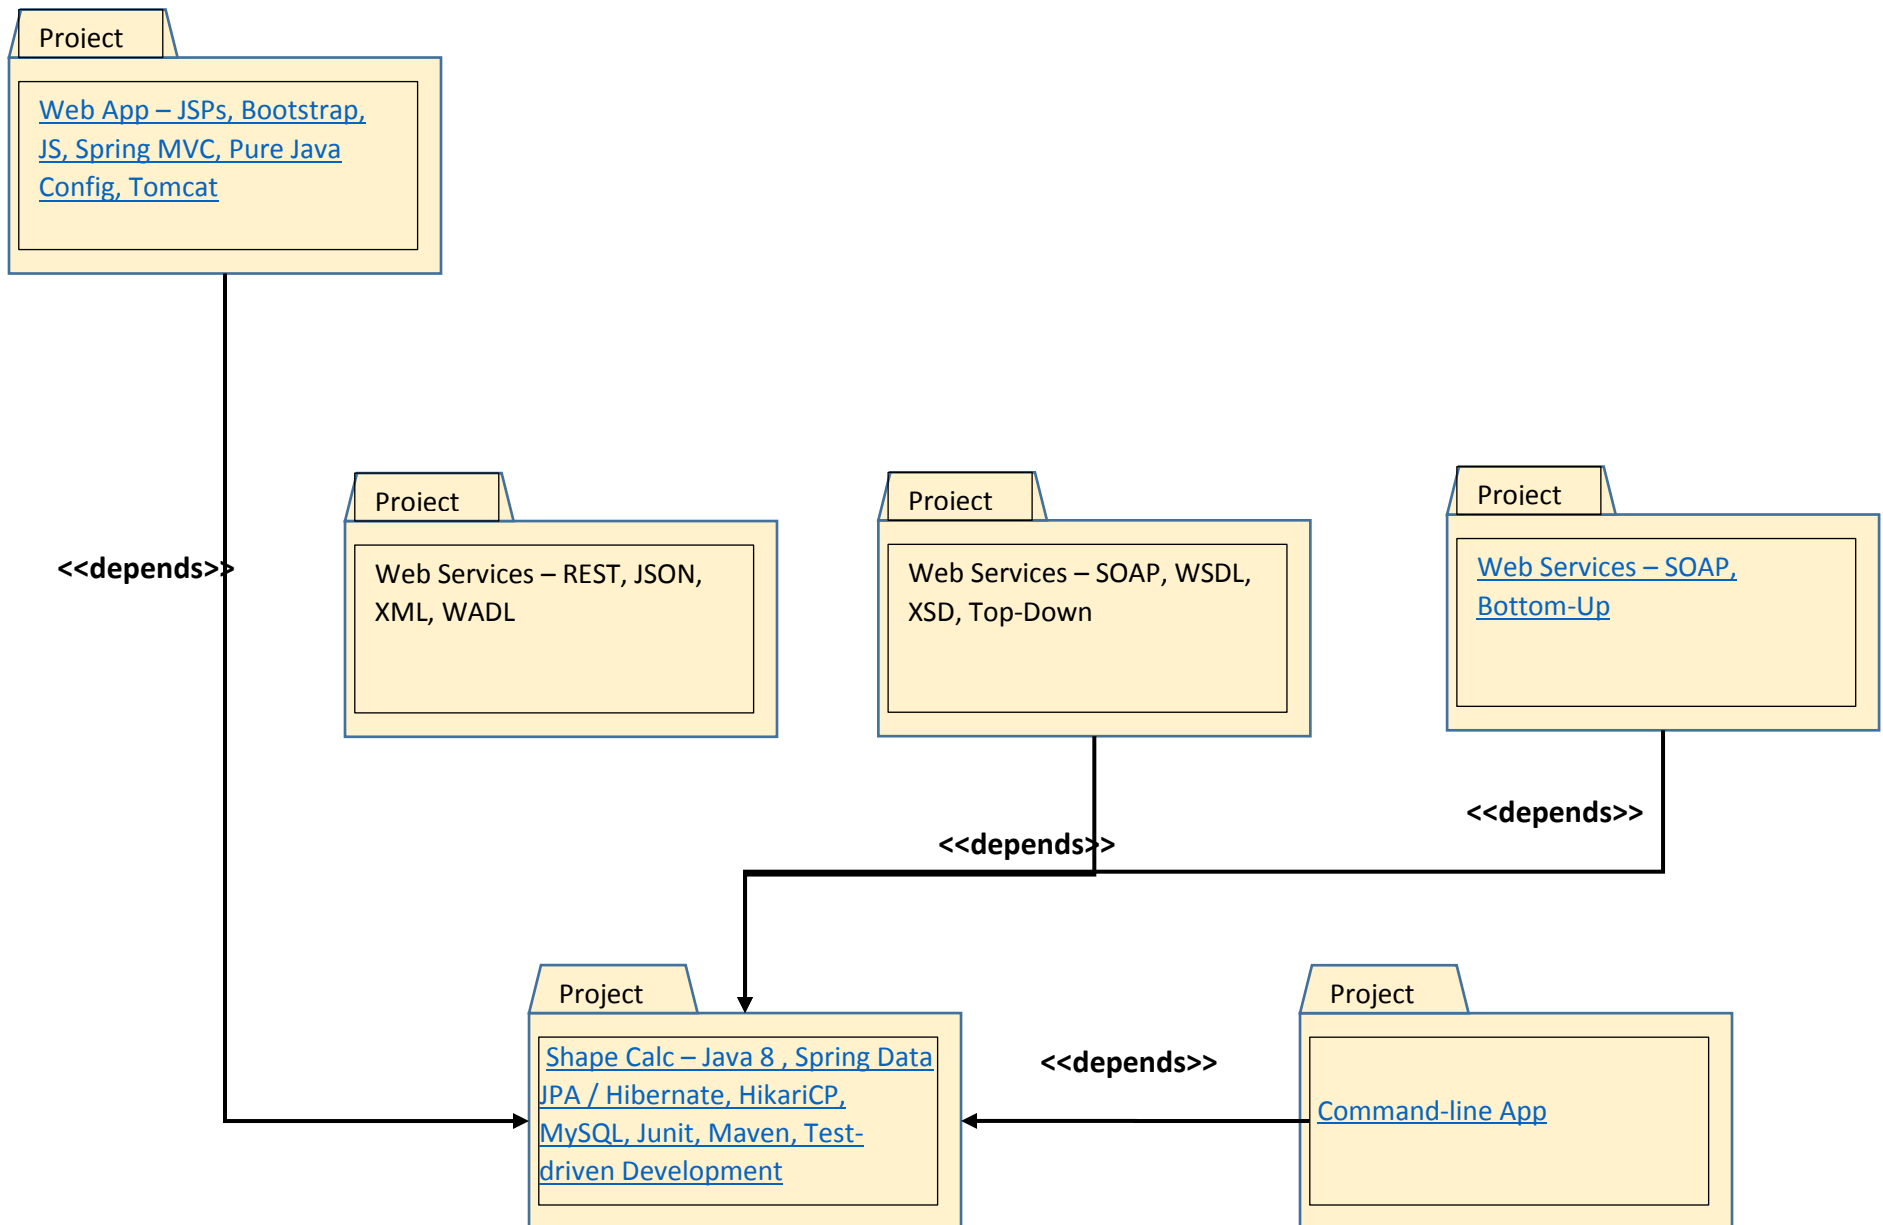 Project
Web App – JSPs, Bootstrap,
JS, Spring MVC, Pure Java
Config, Tomcat
<<depends>>
Project
Web Services – REST, JSON,
XML, WADL
Project
Web Services – SOAP, WSDL,
XSD, Top-Down
Project
Web Services – SOAP,
Bottom-Up
<<depends>>
<<depends>>
Project
Shape Calc – Java 8 , Spring Data
JPA / Hibernate, HikariCP,
MySQL, Junit, Maven, Test-
driven Development
<<depends>>
Project
Command-line App